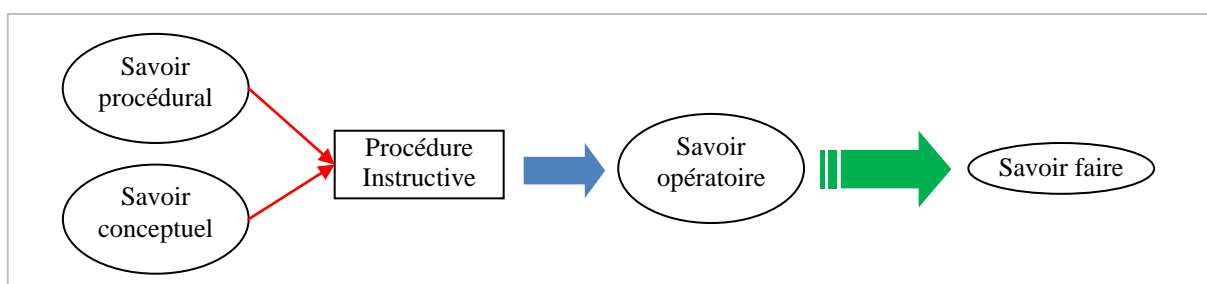 Savoir
procédural
Savoir
conceptuel
Procédure
Instructive
Savoir
opératoire
Savoir faire